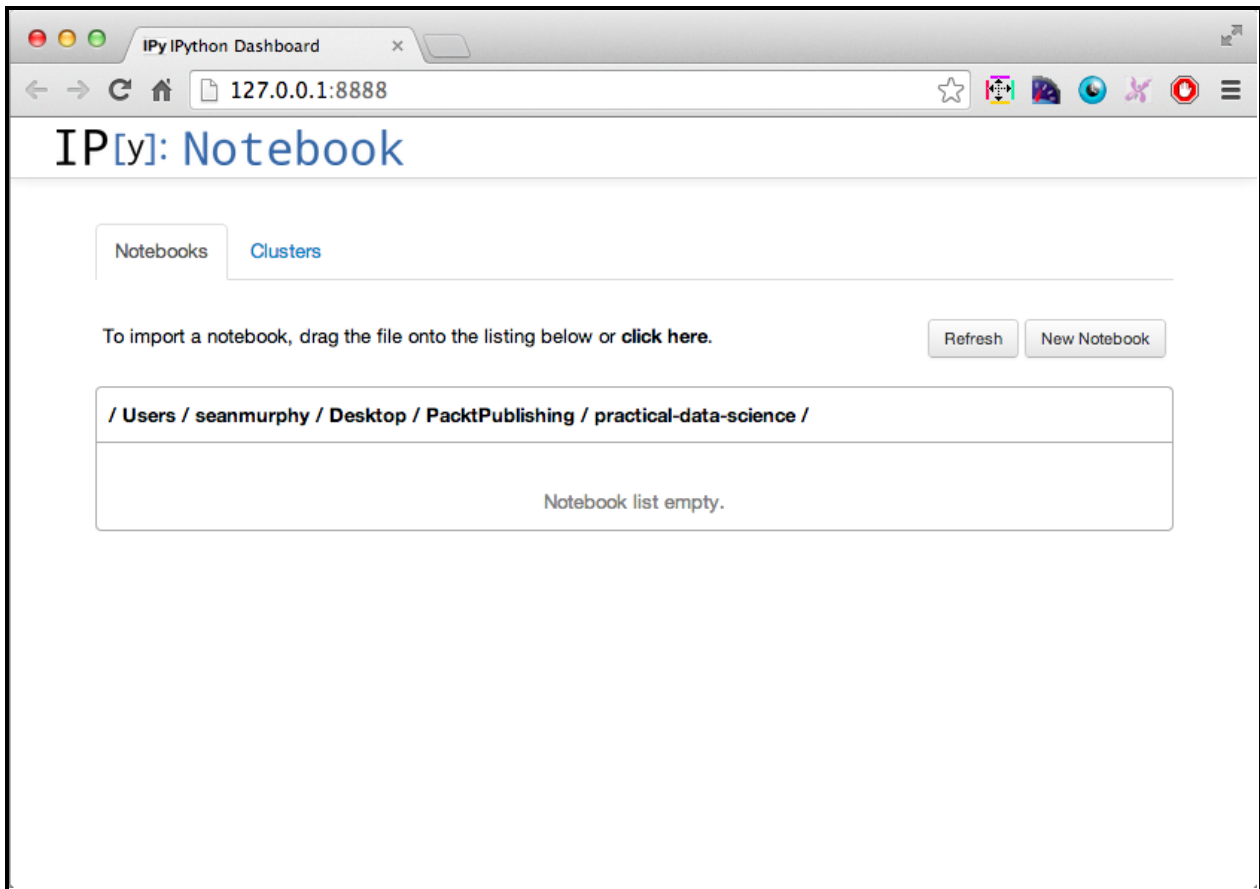 IPy IPython Dashboard
127.0.0.1:8888
IP[y]: Notebook
Notebooks Clusters
To import a notebook, drag the file onto the listing below or click here. Refresh New Notebook
/ Users / seanmurphy / Desktop / PacktPublishing / practical-data-science /
Notebook list empty.